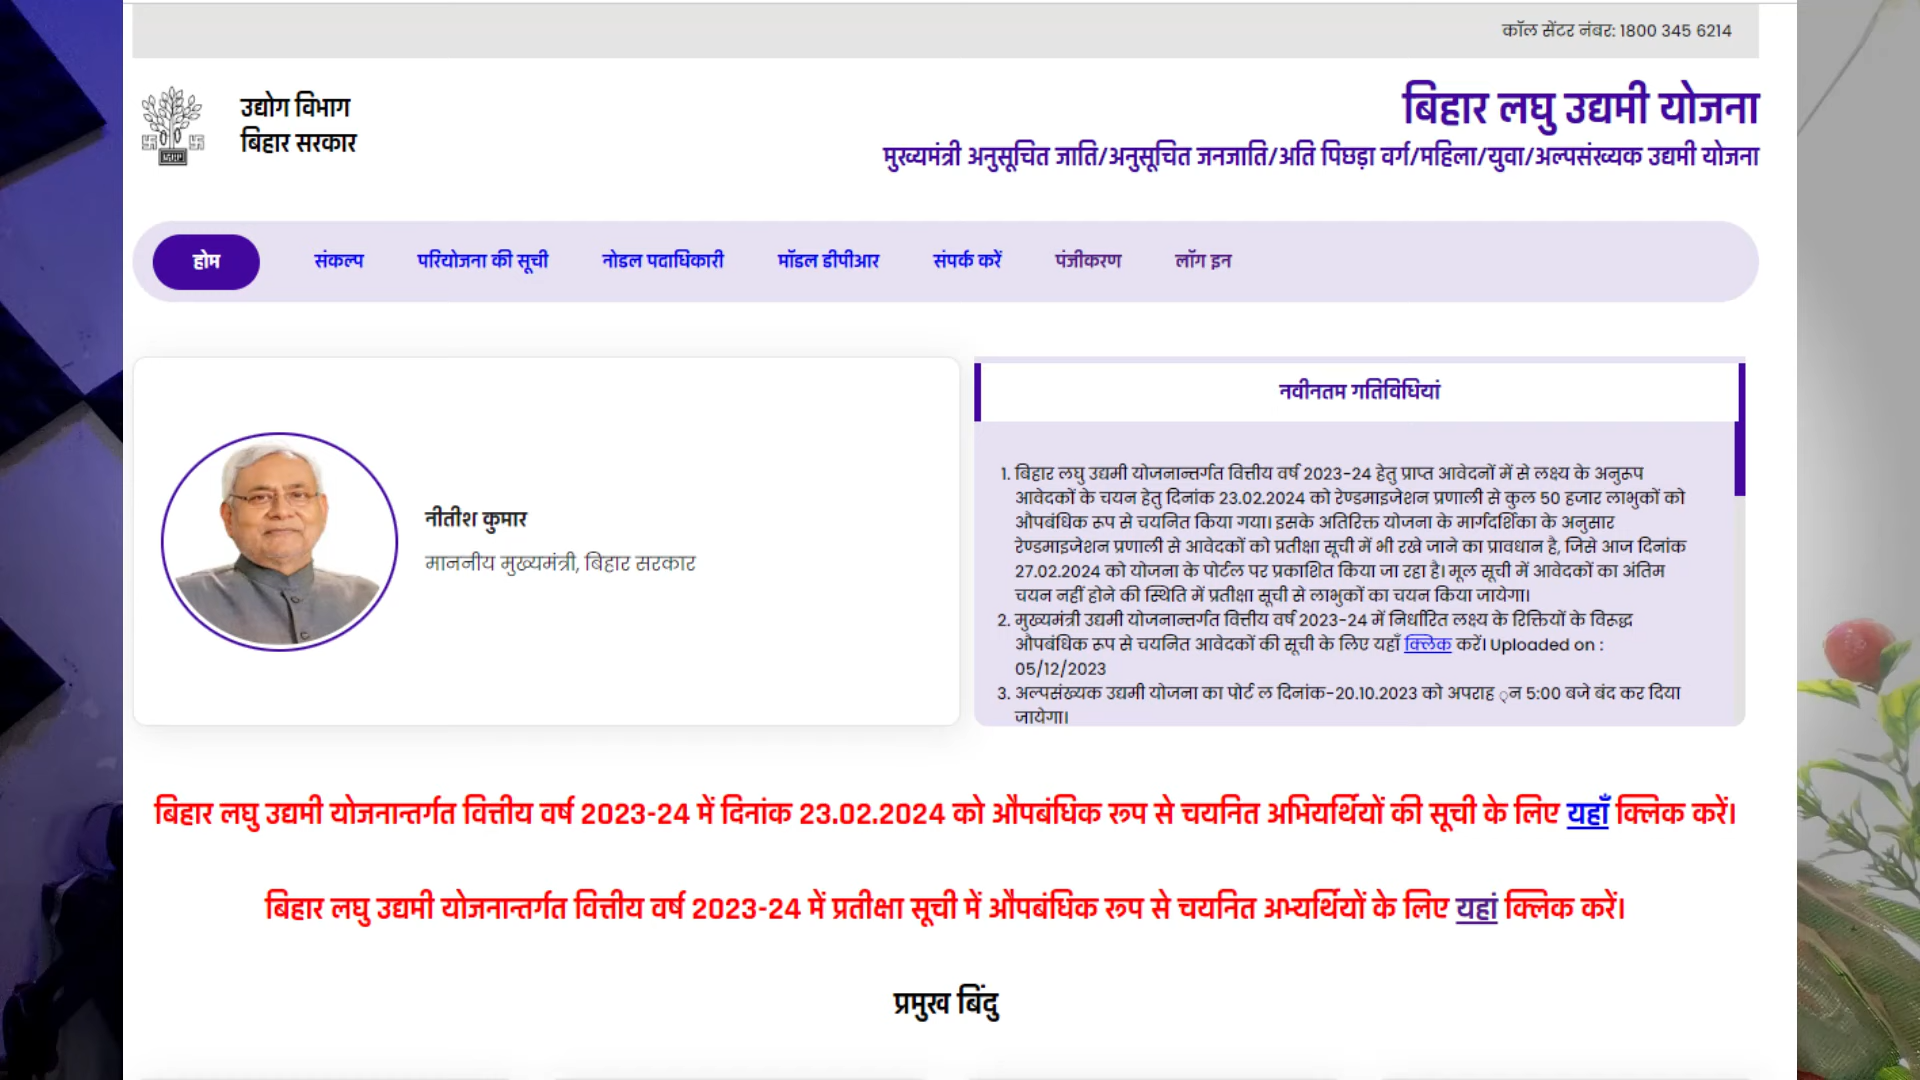 कॉल सेंटर नंबर: 1800 345 6214
उद्योग विभाग
बिहार सरकार
बिहार लघु उद्यमी योजना
मुख्यमंत्री अनुसूचित जाति/अनुसूचित जनजाति/अति पिछड़ा वर्ग/महिला/युवा/अल्पसंख्यक उद्यमी योजना
होम संकल्प परियोजना की सूची नोडल पदाधिकारी मॉडल डीपीआर संपर्क करें पंजीकरण लॉग इन
नीतीश कुमार
माननीय मुख्यमंत्री, बिहार सरकार
नवीनतम गतिविधियां
1. बिहार लघु उद्यमी योजनान्तर्गत वित्तीय वर्ष 2023-24 हेतु प्राप्त आवेदनों में से लक्ष्य के अनुरूप
आवेदकों के चयन हेतु दिनांक 23.02.2024 को रेण्डमाइजेशन प्रणाली से कुल 50 हजार लाभुकों को
औपबंधिक रूप से चयनित किया गया। इसके अतिरिक्त योजना के मार्गदर्शिका के अनुसार
रेण्डमाइजेशन प्रणाली से आवेदकों को प्रतीक्षा सूची में भी रखे जाने का प्रावधान है, जिसे आज दिनांक
27.02.2024 को योजना के पोर्टल पर प्रकाशित किया जा रहा है। मूल सूची में आवेदकों का अंतिम
चयन नहीं होने की स्थिति में प्रतीक्षा सूची से लाभुकों का चयन किया जायेगा।
2. मुख्यमंत्री उद्यमी योजनान्तर्गत वित्तीय वर्ष 2023-24 में निर्धारित लक्ष्य के रिक्तियों के विरूद्ध
औपबंधिक रूप से चयनित आवेदकों की सूची के लिए यहाँ क्लिक करें। Uploaded on :
05/12/2023
3. अल्पसंख्यक उद्यमी योजना का पोर्ट ल दिनांक-20.10.2023 को अपराह ्न 5:00 बजे बंद कर दिया
जायेगा।
बिहार लघु उद्यमी योजनान्तर्गत वित्तीय वर्ष 2023-24 में दिनांक 23.02.2024 को औपबंधिक रूप से चयनित अभियर्थियों की सूची के लिए यहाँ क्लिक करें।
बिहार लघु उद्यमी योजनान्तर्गत वित्तीय वर्ष 2023-24 में प्रतीक्षा सूची में औपबंधिक रूप से चयनित अभ्यर्थियों के लिए यहां क्लिक करें।
प्रमुख बिंदु